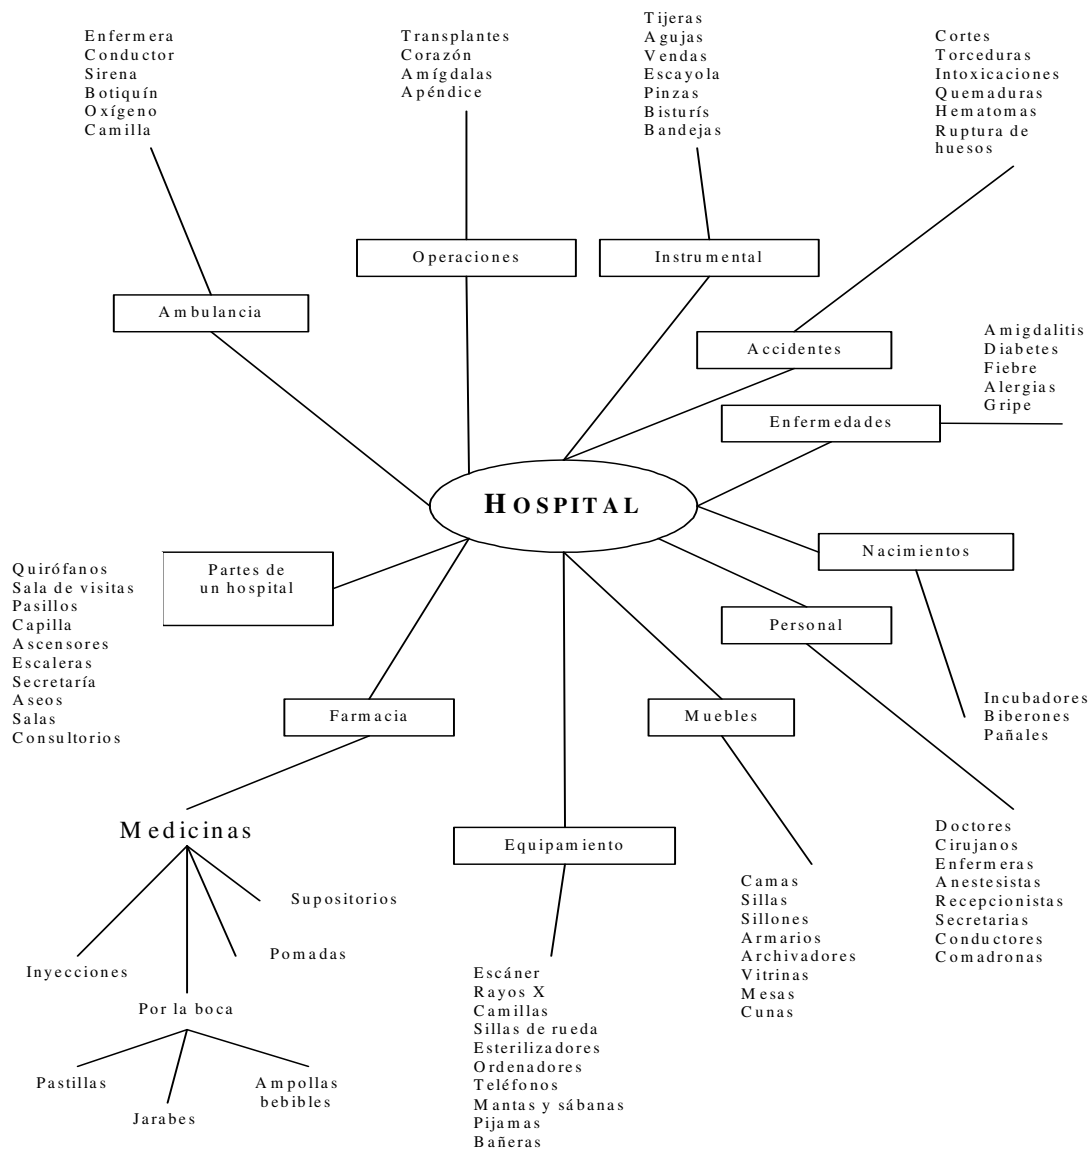 Enfermera
Conductor
Sirena
Botiquín
Oxígeno
Camilla
Transplantes
Corazón
Amígdalas
Apéndice
Tijeras
Agujas
Vendas
Escayola
Pinzas
Bisturís
Bandejas
Cortes
Torceduras
Intoxicaciones
Quemaduras
Hematomas
Ruptura de
huesos
Operaciones
Instrumental
Ambulancia
Accidentes
Amigdalitis
Diabetes
Fiebre
Alergias
Gripe
Enfermedades
HOSPITAL
Nacimientos
Partes de
un hospital
Quirófanos
Sala de visitas
Pasillos
Capilla
Ascensores
Escaleras
Secretaría
Aseos
Salas
Consultorios
Personal
Farmacia
Muebles
Incubadores
Biberones
Pañales
Medicinas
Equipamiento
Doctores
Cirujanos
Enfermeras
Anestesistas
Recepcionistas
Secretarias
Conductores
Comadronas
Supositorios
Pomadas
Inyecciones
Por la boca
Pastillas
Jarabes
Ampollas
bebibles
Escáner
Rayos X
Camillas
Sillas de rueda
Esterilizadores
Ordenadores
Teléfonos
Mantas y sábanas
Pijamas
Bañeras
Camas
Sillas
Sillones
Armarios
Archivadores
Vitrinas
Mesas
Cunas